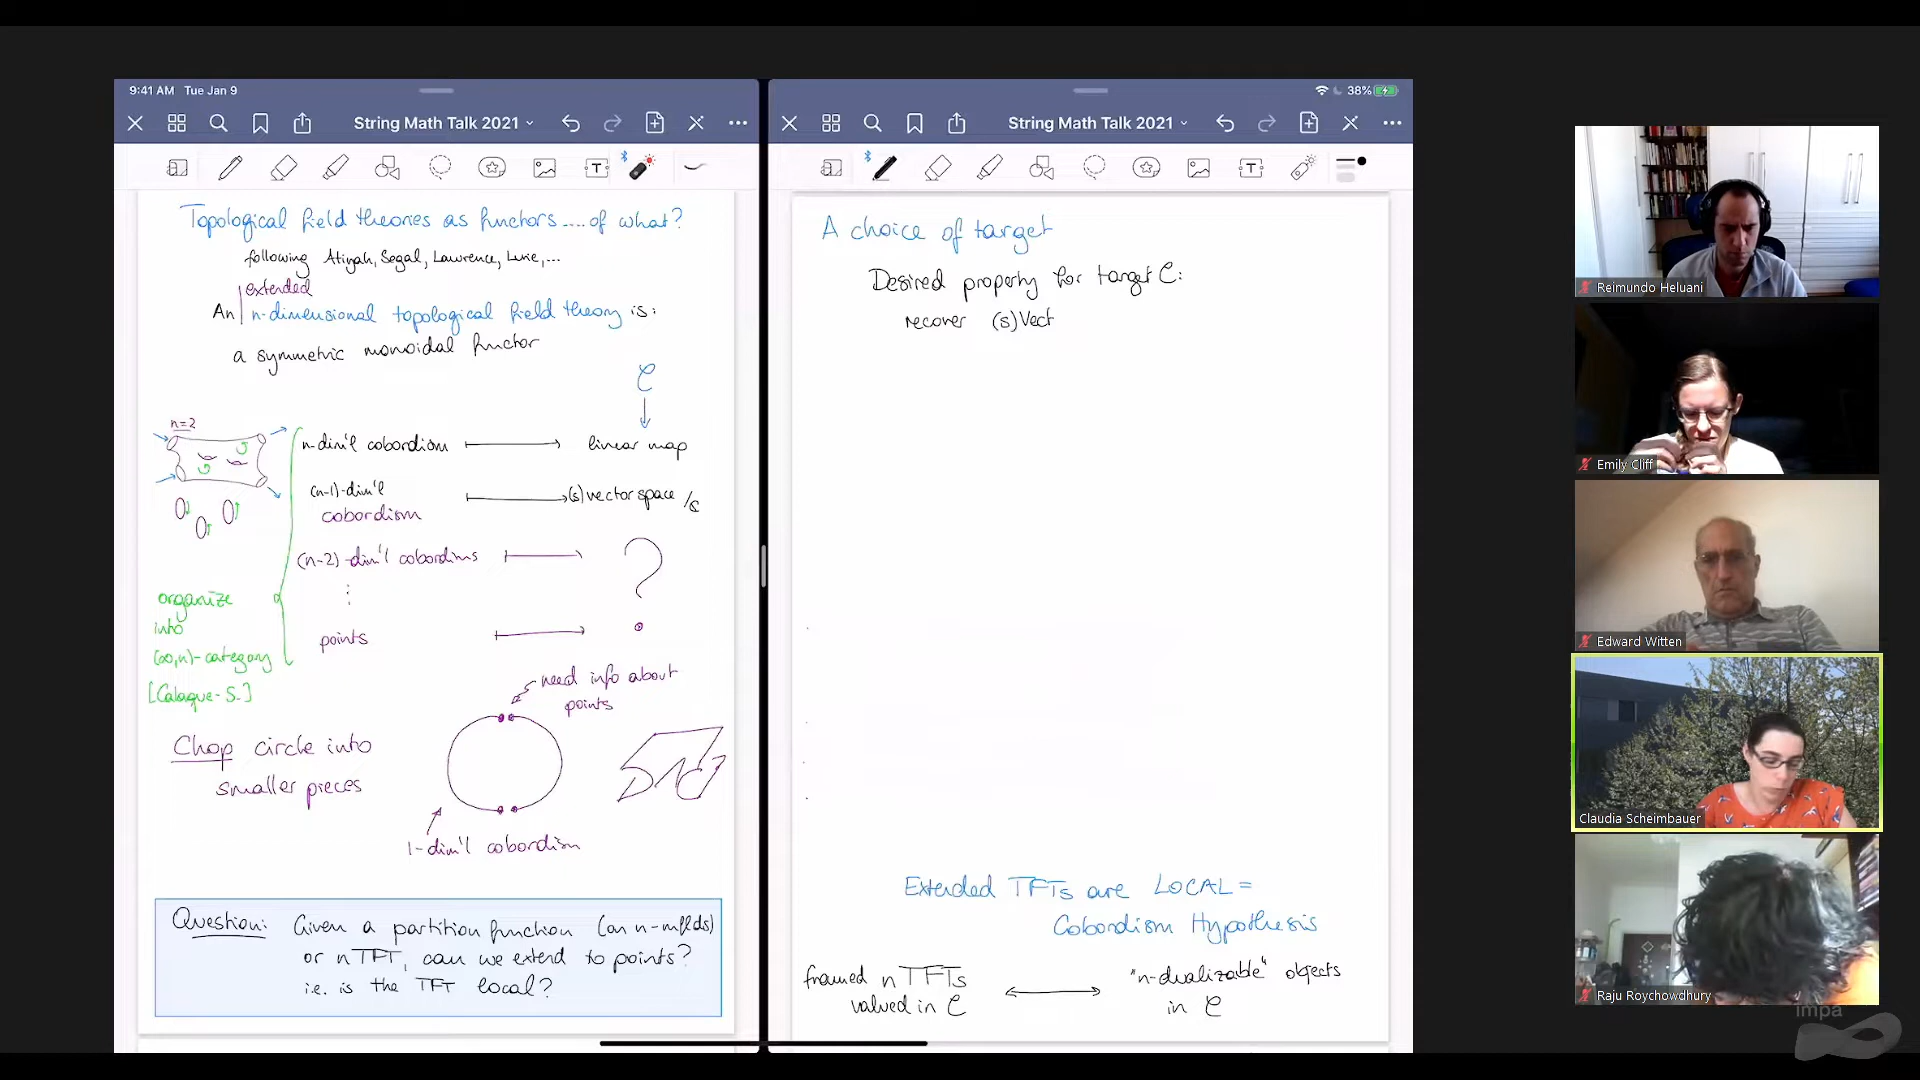 9:41 AM Tue Jan 9
38%
String Math Talk 2021
String Math Talk 2021
Topological field theories as functors.... of what?
following Atiyah, Segal, Lawrence, Lurie, ...
extended
An n-dimensional topological field theory is:
a symmetric monoidal functor
C
n=2
n-dim'l cobordism ⟼ linear map
(n-1)-dim'l cobordism ⟼ (s)vector space / C
(n-2)-dim'l cobordims ⟼ ?
⋮
points ⟼
organize
into
(∞,n)-category
[Calaque-S.]
need info about
points
Chop circle into
smaller pieces
1-dim'l cobordism
Question: Given a partition function (on n-mflds)
or nTFT, can we extend to points?
i.e. is the TFT local?
A choice of target
Desired property for target C:
recover (s)Vect
Extended TFTs are LOCAL =
Cobordism Hypothesis
framed nTFTs ⟷ "n-dualizable" objects
valued in C in C
Reimundo Heluani
Emily Cliff
Edward Witten
Claudia Scheimbauer
Raju Roychowdhury
impa